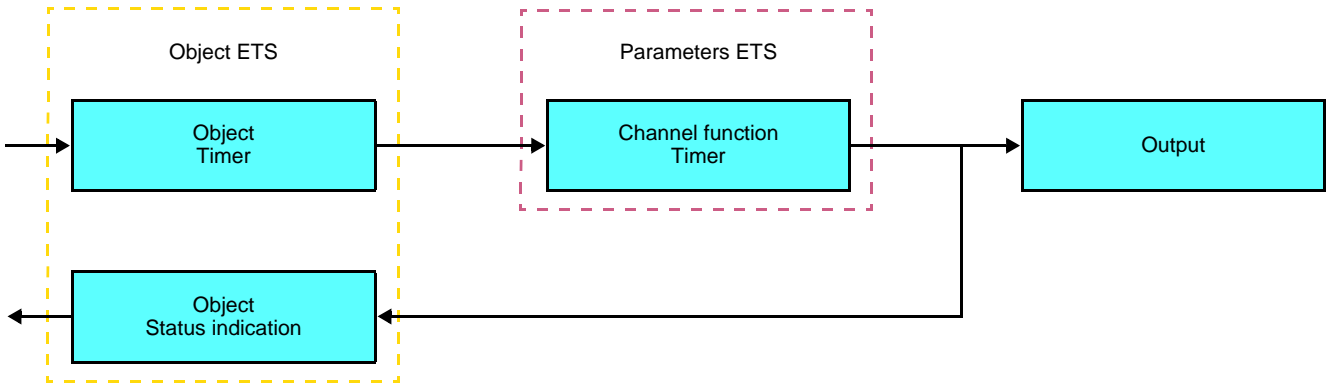 Object ETS
Parameters ETS
Object
Timer
Channel function
Timer
Output
Object
Status indication